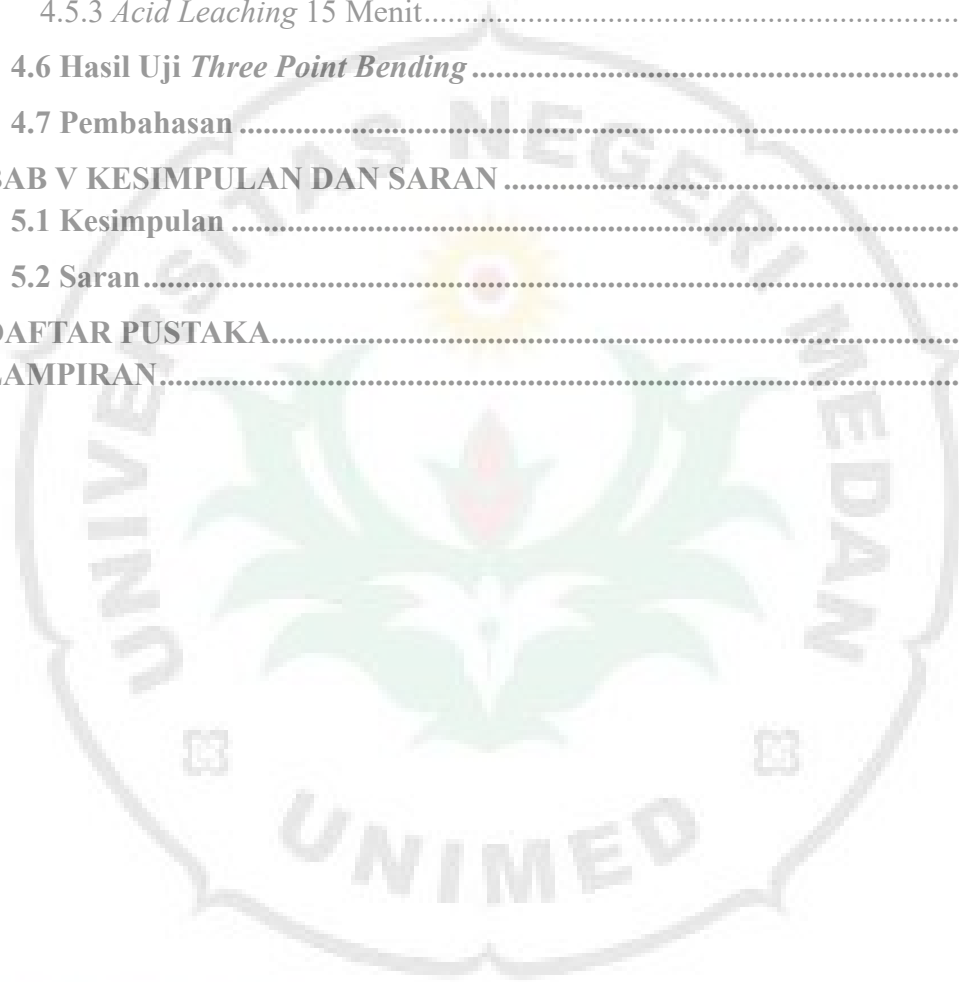 4.5.3 Acid Leaching 15 Menit..........................................................................
4.6 Hasil Uji Three Point Bending ..................................................................
4.7 Pembahasan ................................................................................................
BAB V KESIMPULAN DAN SARAN ............................................................
5.1 Kesimpulan .................................................................................................
5.2 Saran............................................................................................................
DAFTAR PUSTAKA.........................................................................................
LAMPIRAN.......................................................................................................
UNIVERSITAS NEGERI MEDAN
UNIMED